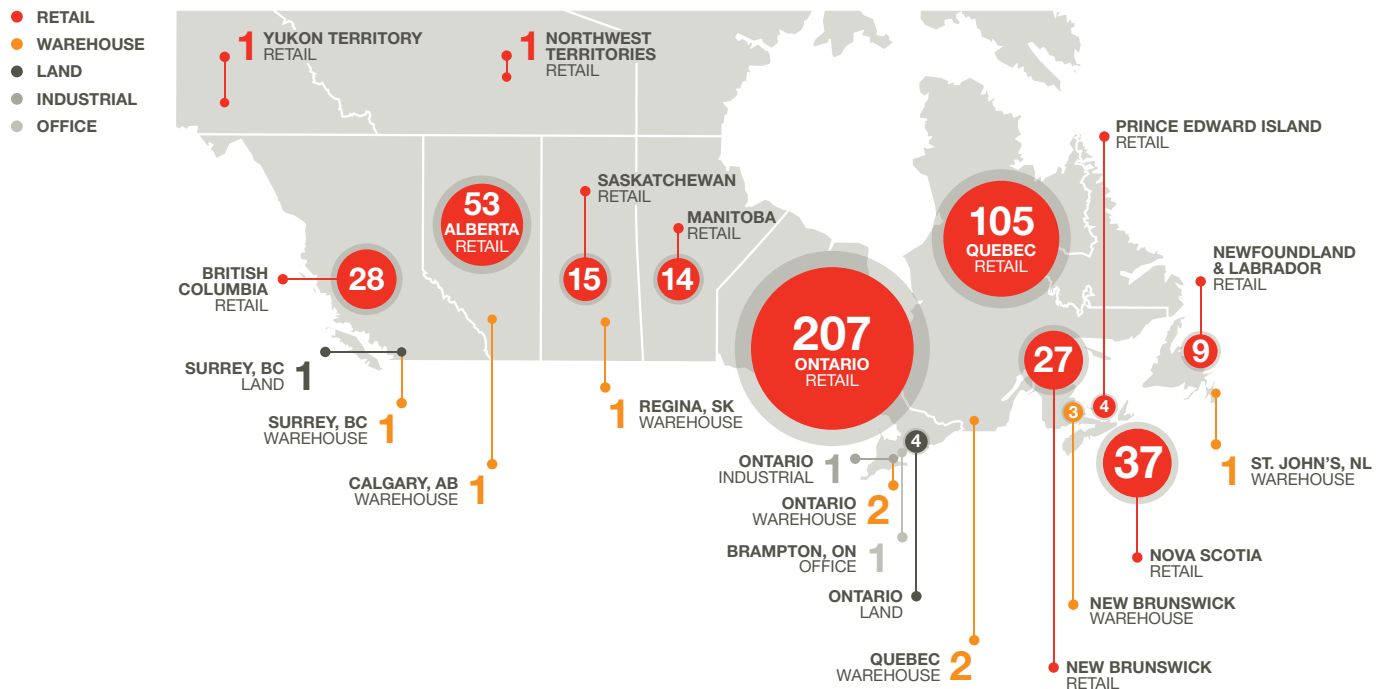 RETAIL
WAREHOUSE
LAND
INDUSTRIAL
OFFICE
1 YUKON TERRITORY
RETAIL
1 NORTHWEST
TERRITORIES
RETAIL
PRINCE EDWARD ISLAND
RETAIL
53
ALBERTA
RETAIL
SASKATCHEWAN
RETAIL
15
MANITOBA
RETAIL
14
105
QUEBEC
RETAIL
NEWFOUNDLAND
& LABRADOR
RETAIL
9
BRITISH
COLUMBIA
RETAIL
28
207
ONTARIO
RETAIL
27
SURREY, BC
LAND
1
SURREY, BC
WAREHOUSE
1
CALGARY, AB
WAREHOUSE
1
1 REGINA, SK
WAREHOUSE
4
3
4
37
ONTARIO
INDUSTRIAL
1
ONTARIO
WAREHOUSE
2
BRAMPTON, ON
OFFICE
1
ONTARIO
LAND
QUEBEC
WAREHOUSE
2
1 ST. JOHN'S, NL
WAREHOUSE
NOVA SCOTIA
RETAIL
NEW BRUNSWICK
WAREHOUSE
NEW BRUNSWICK
RETAIL